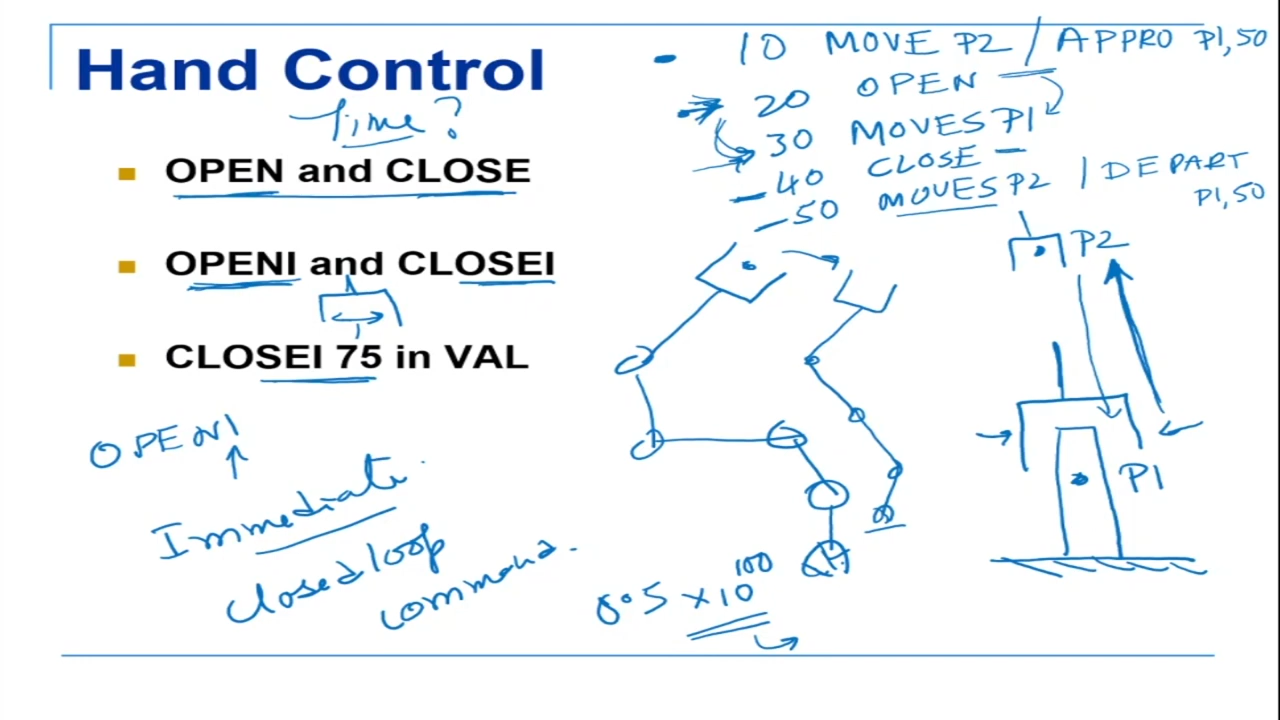 Hand Control
Time?
OPEN and CLOSE
OPENI and CLOSEI
CLOSEI 75 in VAL
OPENI
Immediate
closed loop
command.
10 MOVE P2 / APPRO P1, 50
20 OPEN
30 MOVES P1
40 CLOSE
50 MOVES P2 / DEPART
P1, 50
P2
P1
0.5 × 10^100